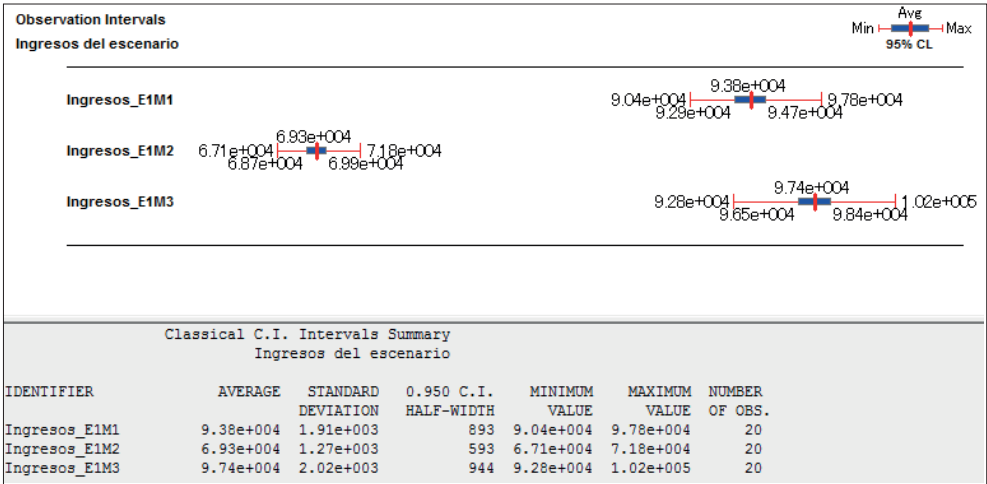 Observation Intervals
Ingresos del escenario
Avg
Min Max
95% CL
Ingresos_E1M1
9.38e+004
9.04e+004 9.78e+004
9.29e+004 9.47e+004
Ingresos_E1M2
6.93e+004
6.71e+004 7.18e+004
6.87e+004 6.99e+004
Ingresos_E1M3
9.74e+004
9.28e+004 1.02e+005
9.65e+004 9.84e+004
Classical C.I. Intervals Summary
Ingresos del escenario
IDENTIFIER AVERAGE STANDARD 0.950 C.I. MINIMUM MAXIMUM NUMBER
DEVIATION HALF-WIDTH VALUE VALUE OF OBS.
Ingresos_E1M1 9.38e+004 1.91e+003 893 9.04e+004 9.78e+004 20
Ingresos_E1M2 6.93e+004 1.27e+003 593 6.71e+004 7.18e+004 20
Ingresos_E1M3 9.74e+004 2.02e+003 944 9.28e+004 1.02e+005 20